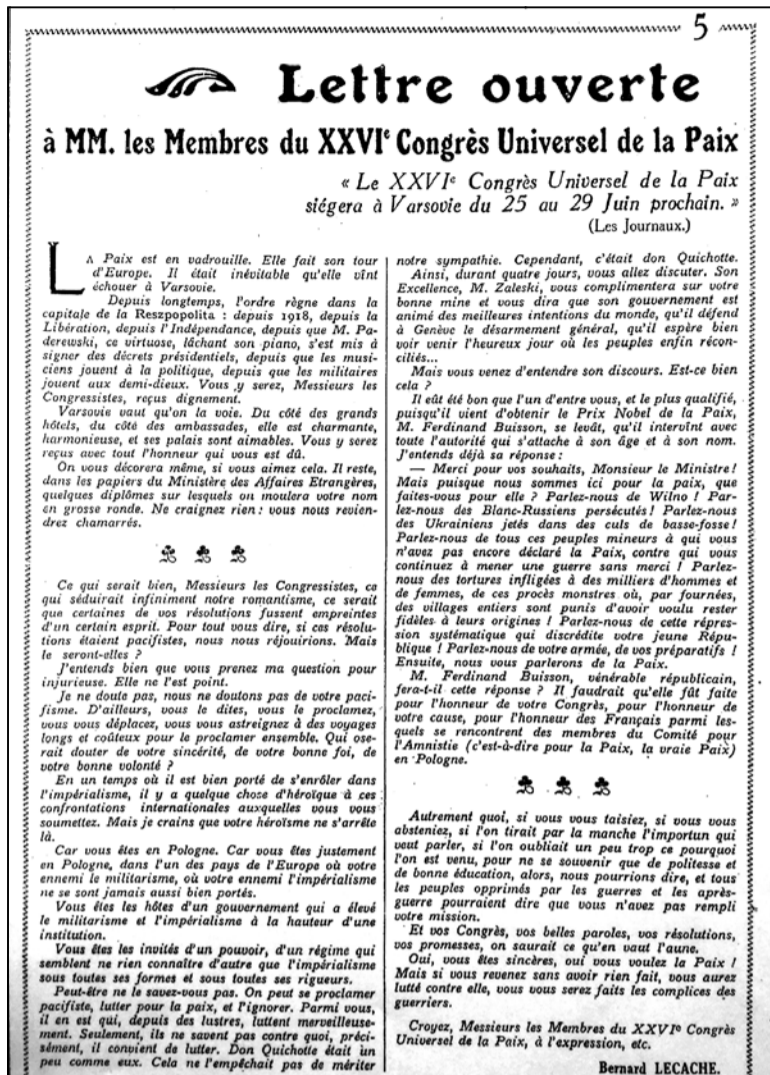 5
Lettre ouverte
à MM. les Membres du XXVIe Congrès Universel de la Paix
« Le XXVIe Congrès Universel de la Paix
siégera à Varsovie du 25 au 29 Juin prochain. »
(Les Journaux.)
LA Paix est en vadrouille. Elle fait son tour
d'Europe. Il était inévitable qu'elle vînt
échouer à Varsovie.
Depuis longtemps, l'ordre règne dans la
capitale de la Reszpopolita : depuis 1918, depuis la
Libération, depuis l'Indépendance, depuis que M. Pa-
derewski, ce virtuose, lâchant son piano, s'est mis à
signer des décrets présidentiels, depuis que les musi-
ciens jouent à la politique, depuis que les militaires
jouent aux demi-dieux. Vous y serez, Messieurs les
Congressistes, reçus dignement.
Varsovie vaut qu'on la voie. Du côté des grands
hôtels, du côté des ambassades, elle est charmante,
harmonieuse, et ses palais sont aimables. Vous y serez
reçus avec tout l'honneur qui vous est dû.
On vous décorera même, si vous aimez cela. Il reste,
dans les papiers du Ministère des Affaires Etrangères,
quelques diplômes sur lesquels on moulera votre nom
en grosse ronde. Ne craignez rien : vous nous revien-
drez chamarrés.
Ce qui serait bien, Messieurs les Congressistes, ce
qui séduirait infiniment notre romantisme, ce serait
que certaines de vos résolutions fussent empreintes
d'un certain esprit. Pour tout vous dire, si ces résolu-
tions étaient pacifistes, nous nous réjouirions. Mais
le seront-elles ?
J'entends bien que vous prenez ma question pour
injurieuse. Elle ne l'est point.
Je ne doute pas, nous ne doutons pas de votre paci-
fisme. D'ailleurs, vous le dites, vous le proclamez,
vous vous déplacez, vous vous astreignez à des voyages
longs et coûteux pour le proclamer ensemble. Qui ose-
rait douter de votre sincérité, de votre bonne foi, de
votre bonne volonté ?
En un temps où il est bien porté de s'enrôler dans
l'impérialisme, il y a quelque chose d'héroïque à ces
confrontations internationales auxquelles vous vous
soumettez. Mais je crains que votre héroïsme ne s'arrête
là.
Car vous êtes en Pologne. Car vous êtes justement
en Pologne, dans l'un des pays de l'Europe où votre
ennemi le militarisme, où votre ennemi l'impérialisme
ne se sont jamais aussi bien portés.
Vous êtes les hôtes d'un gouvernement qui a élevé
le militarisme et l'impérialisme à la hauteur d'une
institution.
Vous êtes les invités d'un pouvoir, d'un régime qui
semblent ne rien connaître d'autre que l'impérialisme
sous toutes ses formes et sous toutes ses rigueurs.
Peut-être ne le savez-vous pas. On peut se proclamer
pacifiste, lutter pour la paix, et l'ignorer. Parmi vous,
il en est qui, depuis des lustres, luttent merveilleuse-
ment. Seulement, ils ne savent pas contre quoi, préci-
sément, il convient de lutter. Don Quichotte était un
peu comme eux. Cela ne l'empêchait pas de mériter
notre sympathie. Cependant, c'était don Quichotte.
Ainsi, durant quatre jours, vous allez discuter. Son
Excellence, M. Zaleski, vous complimentera sur votre
bonne mine et vous dira que son gouvernement est
animé des meilleures intentions du monde, qu'il défend
à Genève le désarmement général, qu'il espère bien
voir venir l'heureux jour où les peuples enfin récon-
ciliés...
Mais vous venez d'entendre son discours. Est-ce bien
cela ?
Il eût été bon que l'un d'entre vous, et le plus qualifié,
puisqu'il vient d'obtenir le Prix Nobel de la Paix,
M. Ferdinand Buisson, se levât, qu'il intervînt avec
toute l'autorité qui s'attache à son âge et à son nom.
J'entends déjà sa réponse :
— Merci pour vos souhaits, Monsieur le Ministre !
Mais puisque nous sommes ici pour la paix, que
faites-vous pour elle ? Parlez-nous de Wilno ! Par-
lez-nous des Blanc-Russiens persécutés ! Parlez-nous
des Ukrainiens jetés dans des culs de basse-fosse !
Parlez-nous de tous ces peuples mineurs à qui vous
n'avez pas encore déclaré la Paix, contre qui vous
continuez à mener une guerre sans merci ! Parlez-
nous des tortures infligées à des milliers d'hommes et
de femmes, de ces procès monstres où, par fournées,
des villages entiers sont punis d'avoir voulu rester
fidèles à leurs origines ! Parlez-nous de cette répres-
sion systématique qui discrédite votre jeune Répu-
blique ! Parlez-nous de votre armée, de vos préparatifs !
Ensuite, nous vous parlerons de la Paix.
M. Ferdinand Buisson, vénérable républicain,
fera-t-il cette réponse ? Il faudrait qu'elle fût faite
pour l'honneur de votre Congrès, pour l'honneur de
votre cause, pour l'honneur des Français parmi les-
quels se rencontrent des membres du Comité pour
l'Amnistie (c'est-à-dire pour la Paix, la vraie Paix)
en Pologne.
Autrement quoi, si vous vous taisiez, si vous vous
absteniez, si l'on tirait par la manche l'importun qui
veut parler, si l'on oubliait un peu trop ce pourquoi
l'on est venu, pour ne se souvenir que de politesse et
de bonne éducation, alors, nous pourrions dire, et tous
les peuples opprimés par les guerres et les après-
guerre pourraient dire que vous n'avez pas rempli
votre mission.
Et vos Congrès, vos belles paroles, vos résolutions,
vos promesses, on saurait ce qu'en vaut l'aune.
Oui, vous êtes sincères, oui vous voulez la Paix !
Mais si vous revenez sans avoir rien fait, vous aurez
lutté contre elle, vous vous serez faits les complices des
guerriers.
Croyez, Messieurs les Membres du XXVIe Congrès
Universel de la Paix, à l'expression, etc.
Bernard LECACHE.